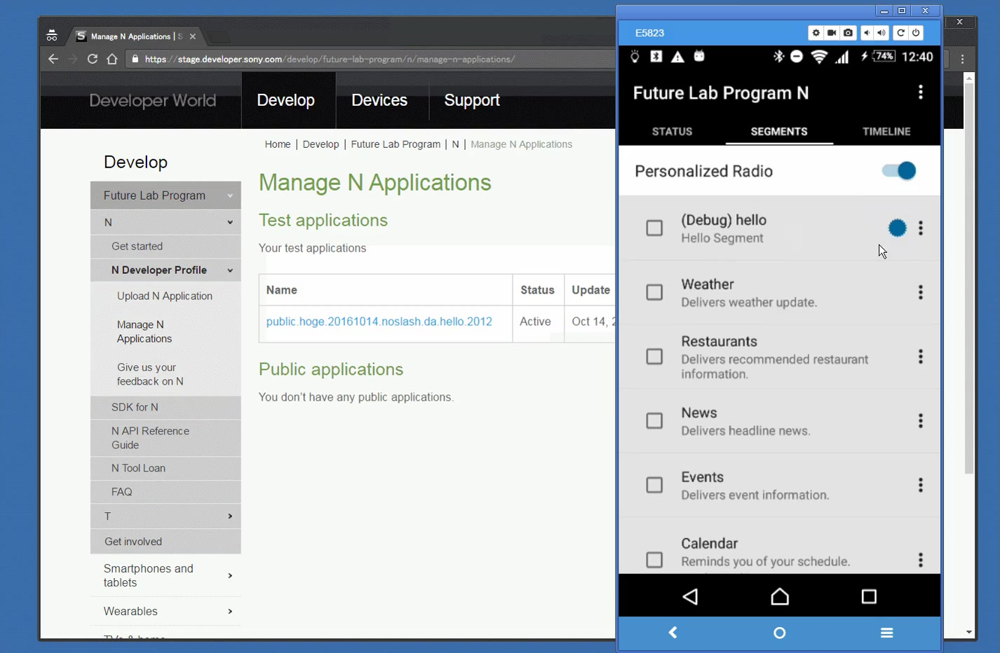 Manage N Applications | S
https://stage.developer.sony.com/develop/future-lab-program/n/manage-n-applications/
Developer World
Develop
Devices
Support
Home | Develop | Future Lab Program | N | Manage N Applications
Develop
Future Lab Program
N
Get started
N Developer Profile
Upload N Application
Manage N
Applications
Give us your
feedback on N
SDK for N
N API Reference
Guide
N Tool Loan
FAQ
T
Get involved
Smartphones and
tablets
Wearables
Manage N Applications
Test applications
Your test applications
Name Status Update
public.hoge.20161014.noslash.da.hello.2012 Active Oct 14, 2
Public applications
You don't have any public applications.
E5823
74% 12:40
Future Lab Program N
STATUS SEGMENTS TIMELINE
Personalized Radio
(Debug) hello
Hello Segment
Weather
Delivers weather update.
Restaurants
Delivers recommended restaurant
information.
News
Delivers headline news.
Events
Delivers event information.
Calendar
Reminds you of your schedule.